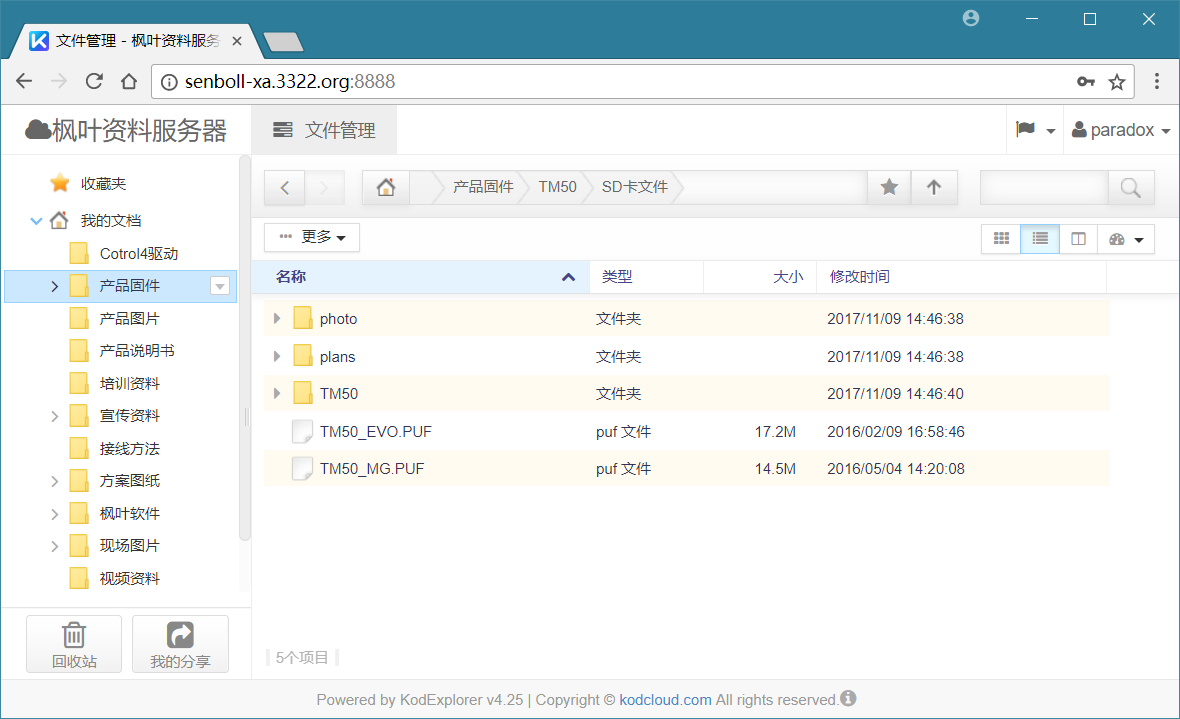 文件管理 - 枫叶资料服务
senboll-xa.3322.org:8888
枫叶资料服务器
文件管理
paradox
收藏夹
我的文档
Cotrol4驱动
产品固件
产品图片
产品说明书
培训资料
宣传资料
接线方法
方案图纸
枫叶软件
现场图片
视频资料
回收站 我的分享
产品固件 TM50 SD卡文件
更多
名称 类型 大小 修改时间
photo 文件夹 2017/11/09 14:46:38
plans 文件夹 2017/11/09 14:46:38
TM50 文件夹 2017/11/09 14:46:40
TM50_EVO.PUF puf 文件 17.2M 2016/02/09 16:58:46
TM50_MG.PUF puf 文件 14.5M 2016/05/04 14:20:08
5个项目
Powered by KodExplorer v4.25 | Copyright © kodcloud.com All rights reserved.